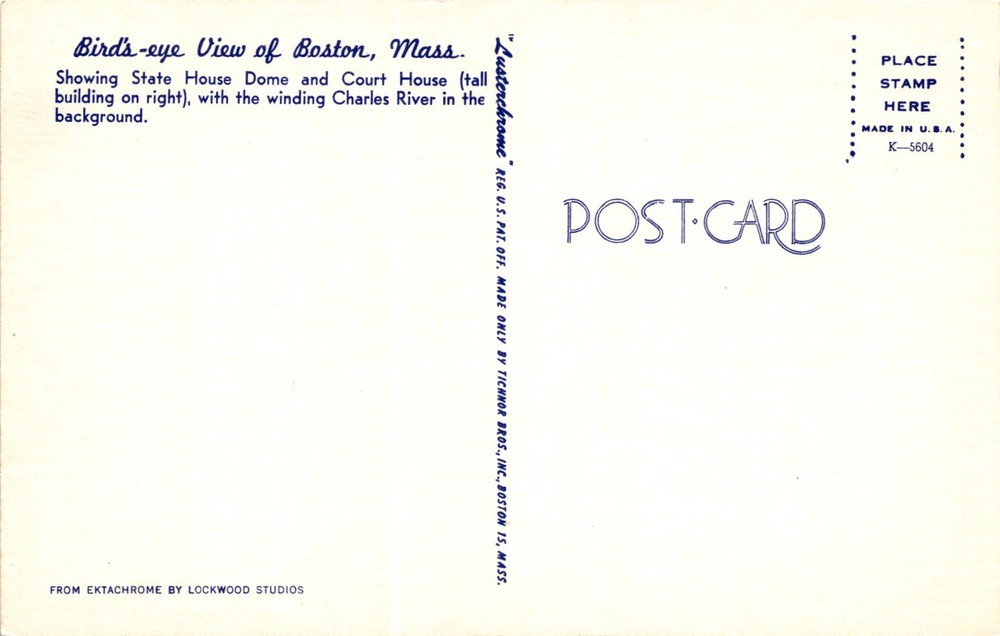 Bird's-eye View of Boston, Mass.
Showing State House Dome and Court House (tall
building on right), with the winding Charles River in the
background.
FROM EKTACHROME BY LOCKWOOD STUDIOS
"Lusterchrome" REG. U.S. PAT. OFF. MADE ONLY BY TICHNOR BROS., INC., BOSTON 15, MASS.
PLACE
STAMP
HERE
MADE IN U.S.A.
K—5604
POST·CARD